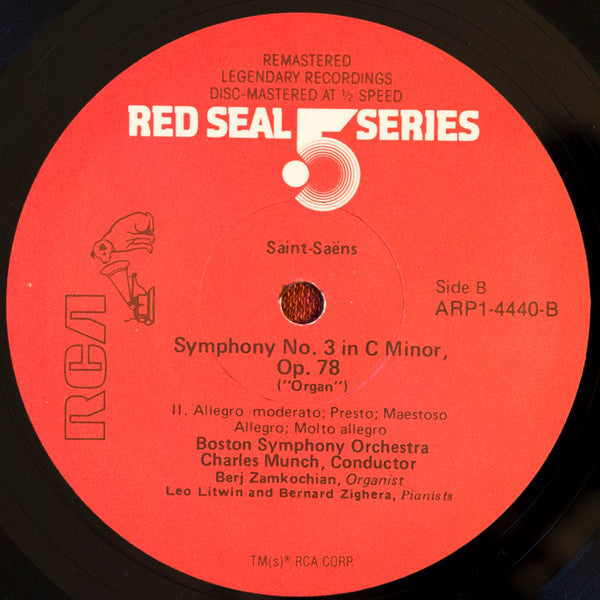 REMASTERED
LEGENDARY RECORDINGS
DISC-MASTERED AT ½ SPEED
RED SEAL .5 SERIES
Saint-Saëns
Side B
ARP1-4440-B
RCA
Symphony No. 3 in C Minor,
Op. 78
("Organ")
II. Allegro moderato; Presto; Maestoso
Allegro; Molto allegro
Boston Symphony Orchestra
Charles Munch, Conductor
Berj Zamkochian, Organist
Leo Litwin and Bernard Zighera, Pianists
TM(s)® RCA CORP.